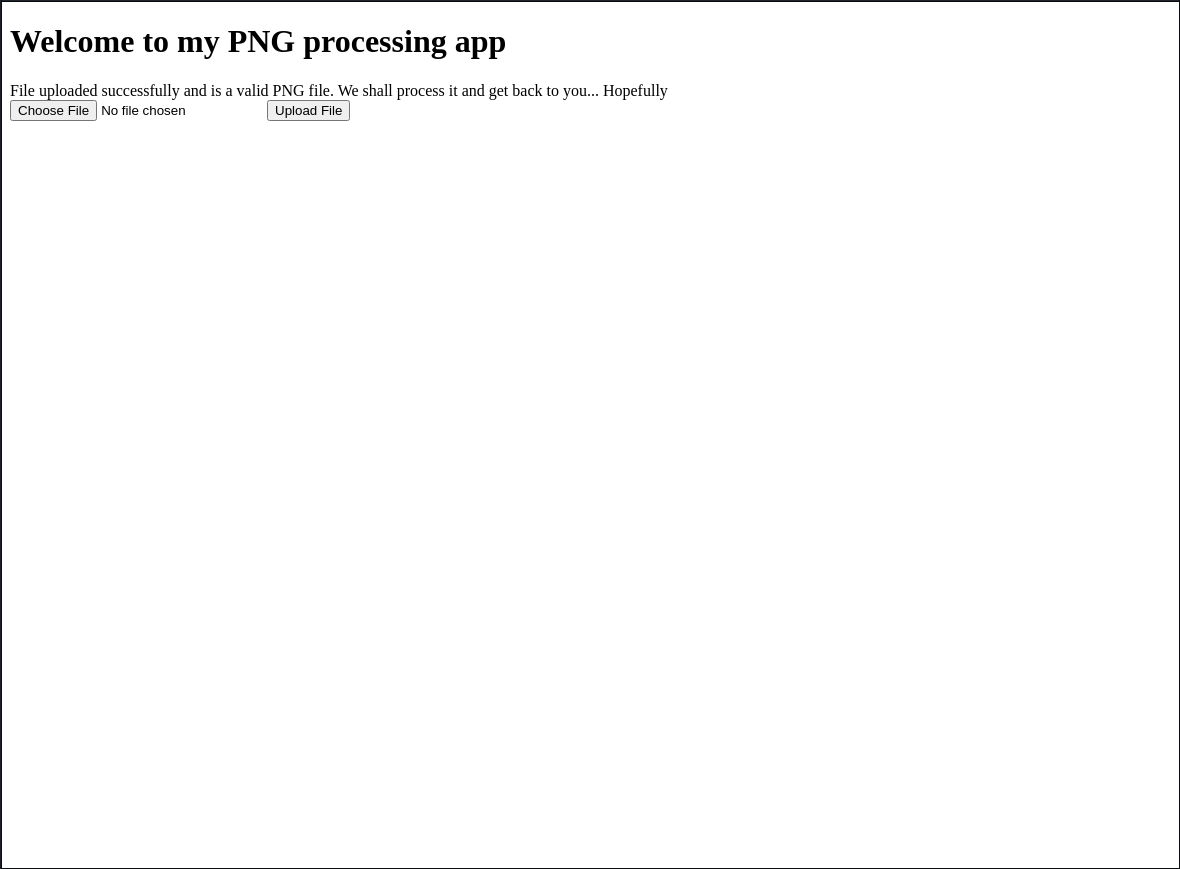 Welcome to my PNG processing app
File uploaded successfully and is a valid PNG file. We shall process it and get back to you... Hopefully
Choose File No file chosen Upload File